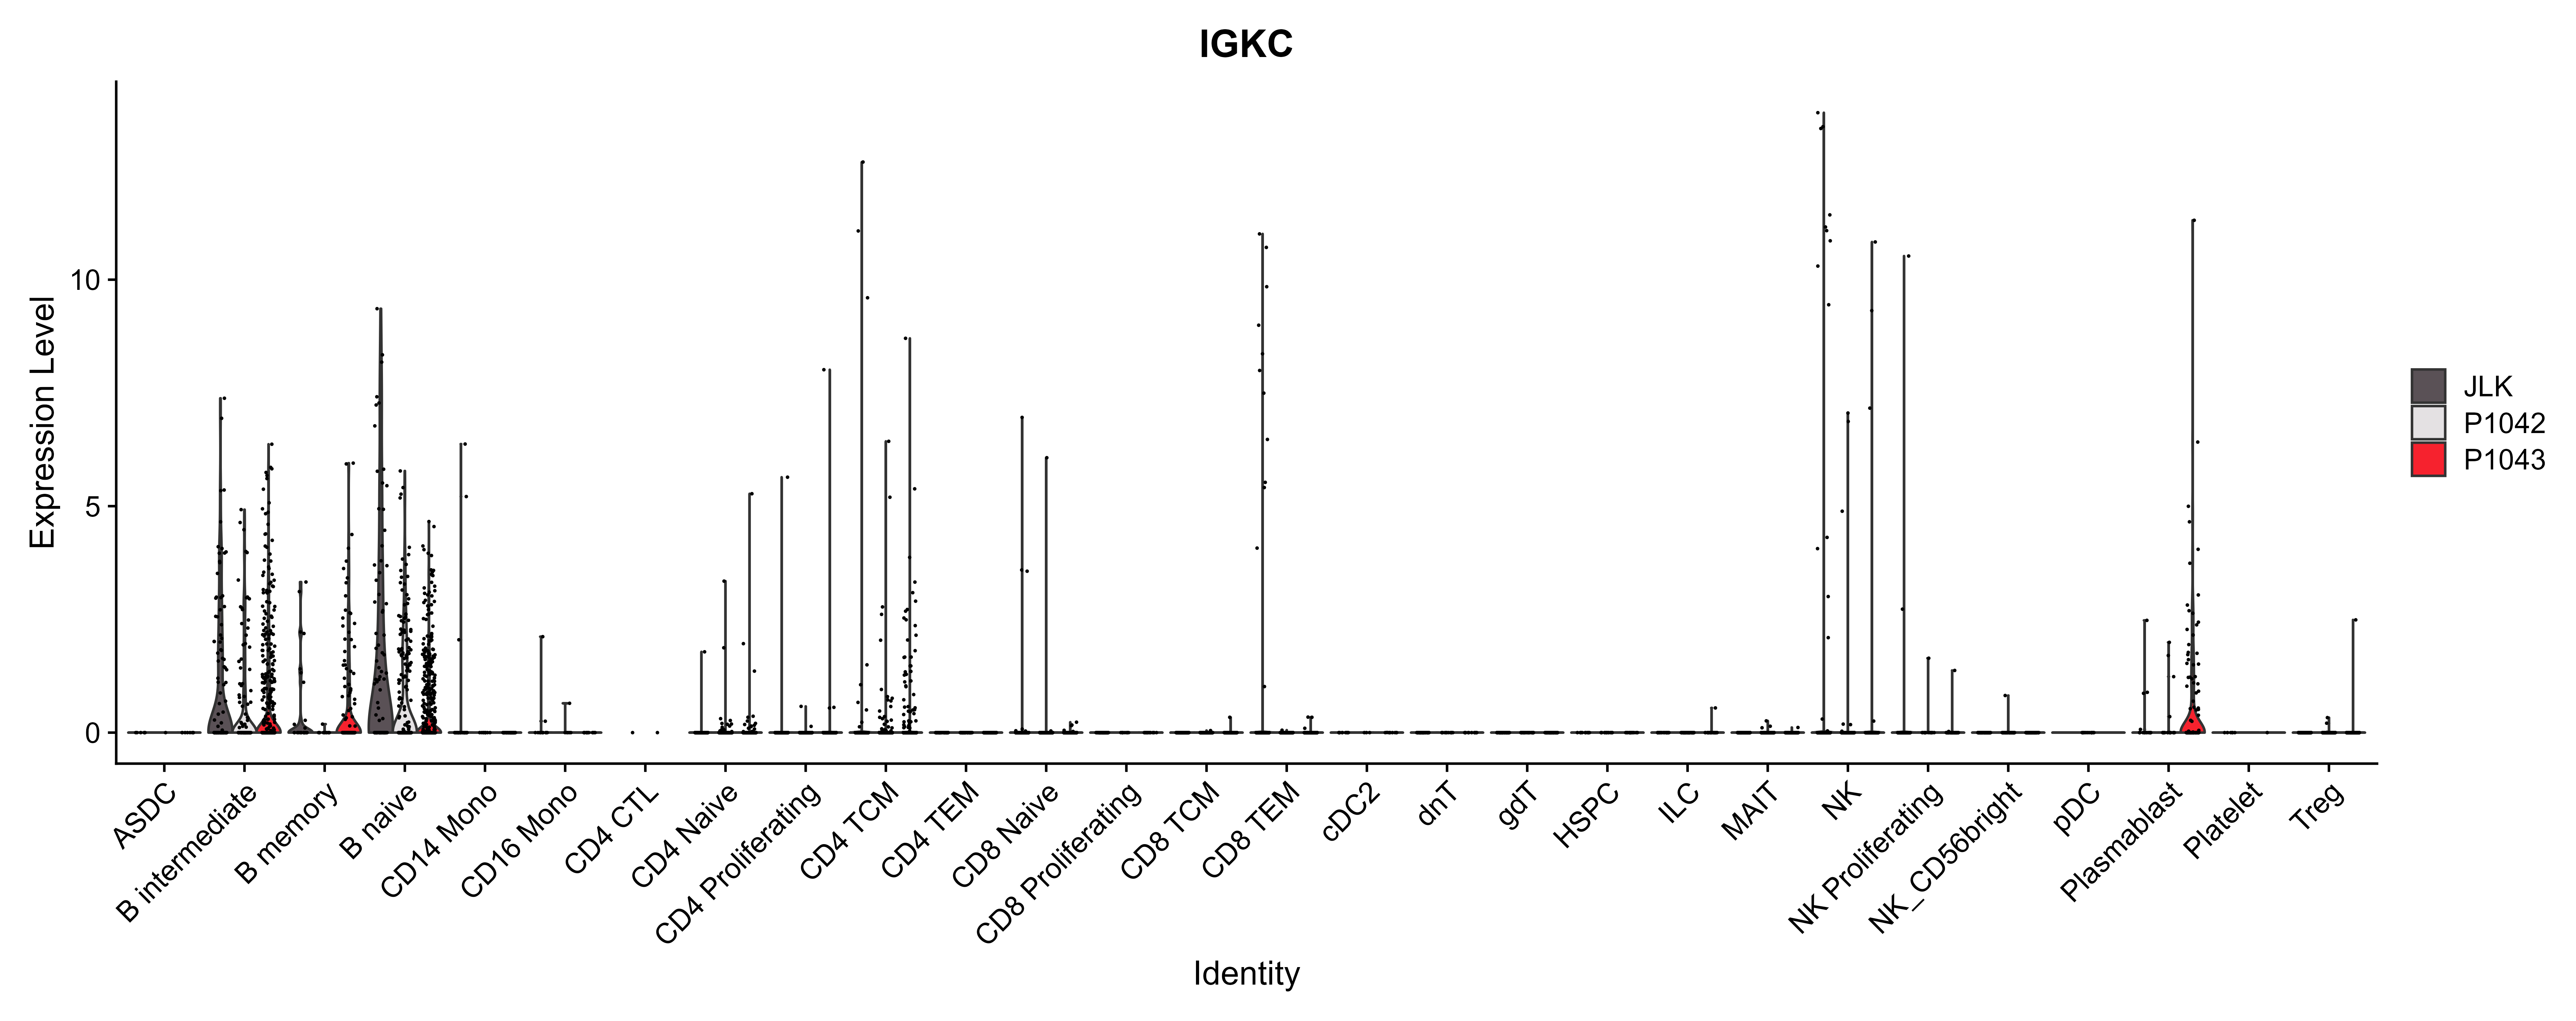 IGKC
Expression Level
10
5
0
ASDC
B intermediate
B memory
B naive
CD14 Mono
CD16 Mono
CD4 CTL
CD4 Naive
CD4 Proliferating
CD4 TCM
CD4 TEM
CD8 Naive
CD8 Proliferating
CD8 TCM
CD8 TEM
cDC2
dnT
gdT
HSPC
ILC
MAIT
NK
NK Proliferating
NK_CD56bright
pDC
Plasmablast
Platelet
Treg
Identity
JLK
P1042
P1043